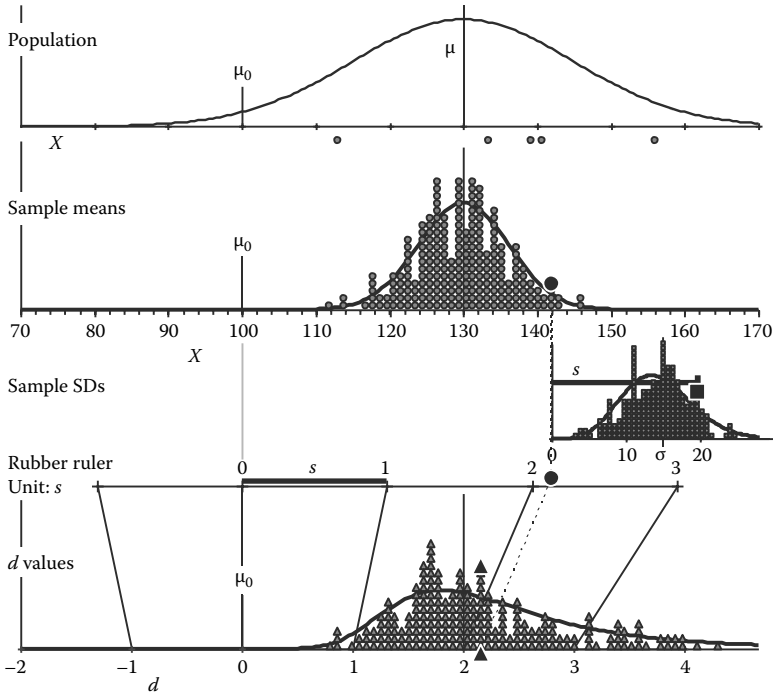 Population
μ
μ₀
X
Sample means
μ₀
70 80 90 100 110 120 130 140 150 160 170
X
s
Sample SDs
0 10 σ 20
Rubber ruler
0 s 1 2 3
Unit: s
d values
μ₀
−2 −1 0 1 2 3 4
d